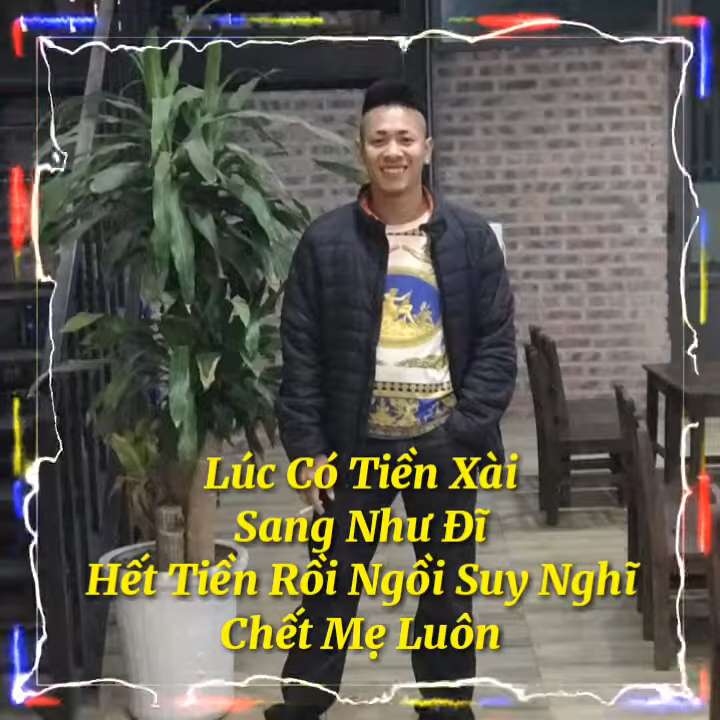 Lúc Có Tiền Xài
Sang Như Đĩ
Hết Tiền Rồi Ngồi Suy Nghĩ
Chết Mẹ Luôn